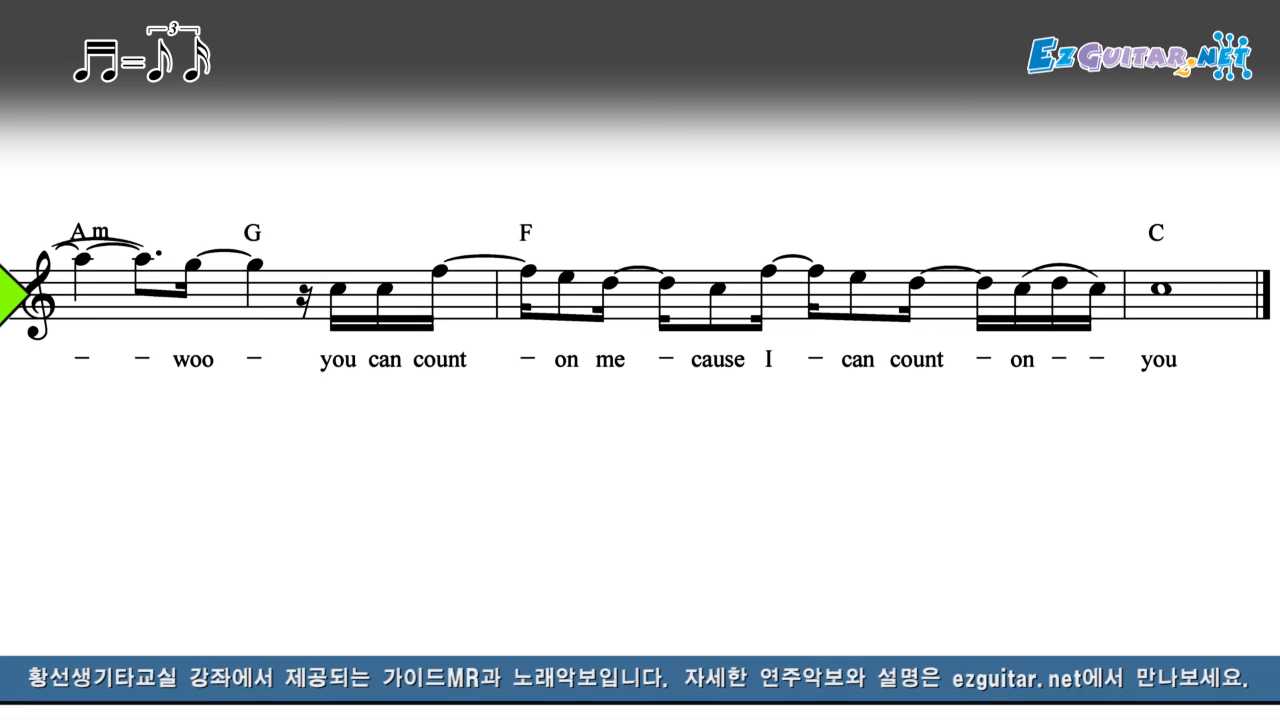 3
EzGUITAR.NET
Am G F C
– – woo – you can count – on me – cause I – can count – on – – you
황선생기타교실 강좌에서 제공되는 가이드MR과 노래악보입니다. 자세한 연주악보와 설명은 ezguitar.net에서 만나보세요.